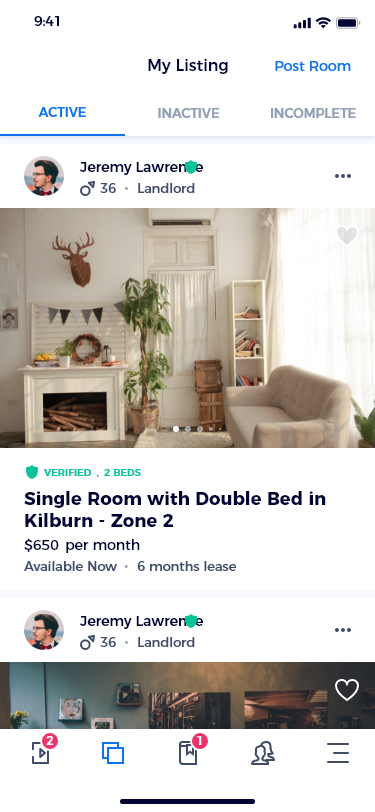 9:41
My Listing
Post Room
ACTIVE
INACTIVE
INCOMPLETE
Jeremy Lawrence
36 • Landlord
VERIFIED . 2 BEDS
Single Room with Double Bed in
Kilburn - Zone 2
$650 per month
Available Now • 6 months lease
Jeremy Lawrence
36 • Landlord
2
1